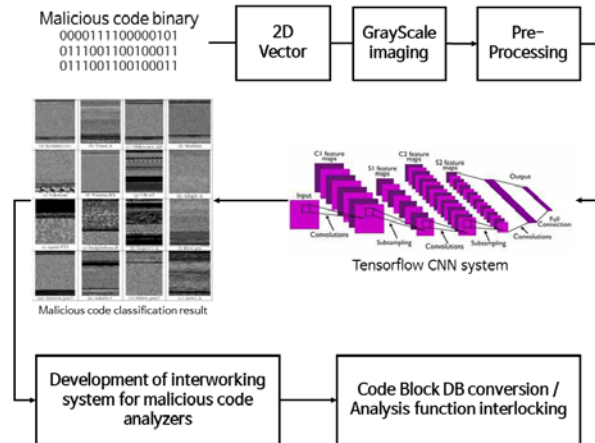 Malicious code binary
0000111100000101
0111001100100011
0111001100100011
2D
Vector
GrayScale
imaging
Pre-
Processing
C1 feature
maps
S1 feature
maps
C2 feature
maps
S2 feature
maps
Output
Input
Full
Connection
Convolutions
Subsampling
Convolutions
Subsampling
Convolutions
Tensorflow CNN system
Malicious code classification result
Development of interworking
system for malicious code
analyzers
Code Block DB conversion /
Analysis function interlocking